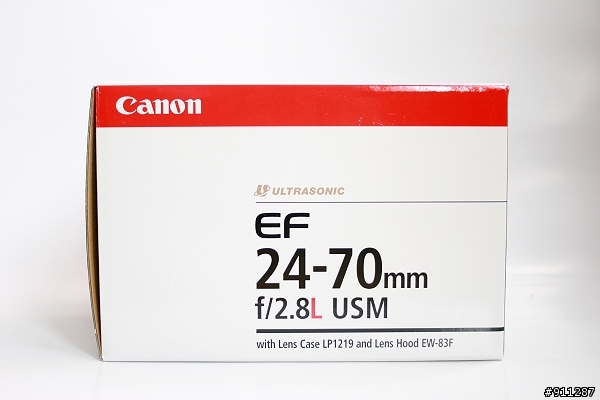 Canon
ULTRASONIC
EF
24-70mm
f/2.8L USM
with Lens Case LP1219 and Lens Hood EW-83F
#911287